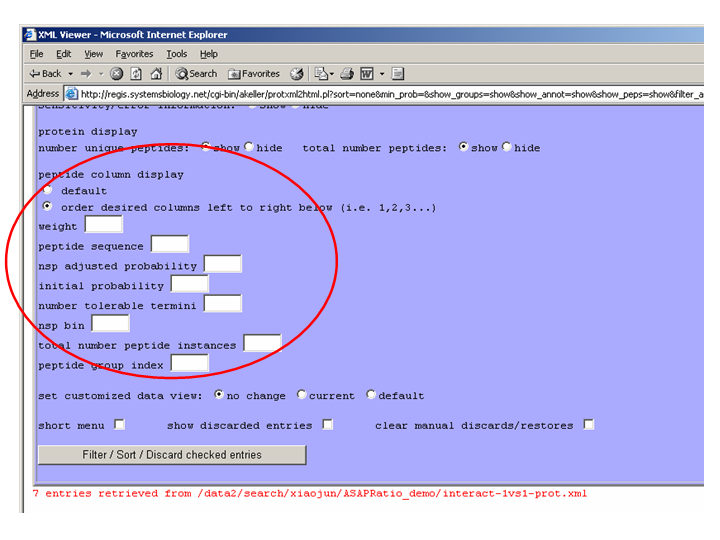 XML Viewer - Microsoft Internet Explorer
File Edit View Favorites Tools Help
Back Search Favorites
Address http://regis.systemsbiology.net/cgi-bin/akeller/protxml2html.pl?sort=none&min_prob=&show_groups=show&show_annot=show&show_peps=show&filter_a
sensitivity/error information: show hide
protein display
number unique peptides: show hide total number peptides: show hide
peptide column display
default
order desired columns left to right below (i.e. 1,2,3...)
weight
peptide sequence
nsp adjusted probability
initial probability
number tolerable termini
nsp bin
total number peptide instances
peptide group index
set customized data view: no change current default
short menu show discarded entries clear manual discards/restores
Filter / Sort / Discard checked entries
7 entries retrieved from /data2/search/xiaojun/ASAPRatio_demo/interact-1vs1-prot.xml